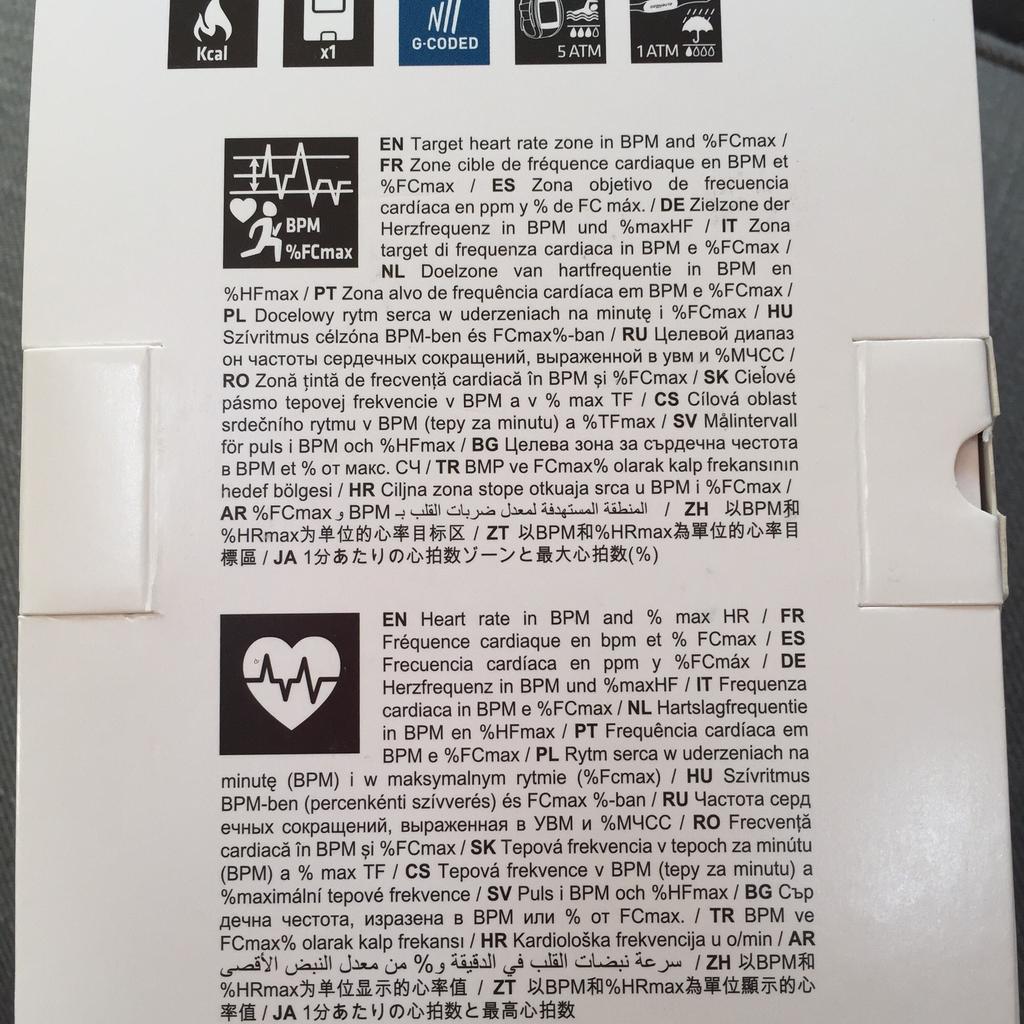 Kcal
x1
G-CODED
5 ATM
1 ATM
BPM
%FCmax
EN Target heart rate zone in BPM and %FCmax /
FR Zone cible de fréquence cardiaque en BPM et
%FCmax / ES Zona objetivo de frecuencia
cardíaca en ppm y % de FC máx. / DE Zielzone der
Herzfrequenz in BPM und %maxHF / IT Zona
target di frequenza cardiaca in BPM e %FCmax /
NL Doelzone van hartfrequentie in BPM en
%HFmax / PT Zona alvo de frequência cardíaca em BPM e %FCmax /
PL Docelowy rytm serca w uderzeniach na minutę i %FCmax / HU
Szívritmus célzóna BPM-ben és FCmax%-ban / RU Целевой диапаз
он частоты сердечных сокращений, выраженной в увм и %МЧСС /
RO Zonă țintă de frecvență cardiacă în BPM și %FCmax / SK Cieľové
pásmo tepovej frekvencie v BPM a v % max TF / CS Cílová oblast
srdečního rytmu v BPM (tepy za minutu) a %TFmax / SV Målintervall
för puls i BPM och %HFmax / BG Целева зона за сърдечна честота
в BPM et % от макс. СЧ / TR BMP ve FCmax% olarak kalp frekansının
hedef bölgesi / HR Ciljna zona stope otkuaja srca u BPM i %FCmax /
AR %FCmax و BPM المنطقة المستهدفة لمعدل ضربات القلب بـ / ZH 以BPM和
%HRmax为单位的心率目标区 / ZT 以BPM和%HRmax為單位的心率目
標區 / JA 1分あたりの心拍数ゾーンと最大心拍数(%)
EN Heart rate in BPM and % max HR / FR
Fréquence cardiaque en bpm et % FCmax / ES
Frecuencia cardíaca en ppm y %FCmáx / DE
Herzfrequenz in BPM und %maxHF / IT Frequenza
cardiaca in BPM e %FCmax / NL Hartslagfrequentie
in BPM en %HFmax / PT Frequência cardíaca em
BPM e %FCmax / PL Rytm serca w uderzeniach na
minutę (BPM) i w maksymalnym rytmie (%Fcmax) / HU Szívritmus
BPM-ben (percenkénti szívverés) és FCmax %-ban / RU Частота серд
ечных сокращений, выраженная в УВМ и %МЧСС / RO Frecvență
cardiacă în BPM și %FCmax / SK Tepová frekvencia v tepoch za minútu
(BPM) a % max TF / CS Tepová frekvence v BPM (tepy za minutu) a
%maximální tepové frekvence / SV Puls i BPM och %HFmax / BG Сър
дечна честота, изразена в BPM или % от FCmax. / TR BPM ve
FCmax% olarak kalp frekansı / HR Kardiološka frekvencija u o/min / AR
سرعة نبضات القلب في الدقيقة و% من معدل النبض الأقصى / ZH 以BPM和
%HRmax为单位显示的心率值 / ZT 以BPM和%HRmax為單位顯示的心
率值 / JA 1分あたりの心拍数と最高心拍数